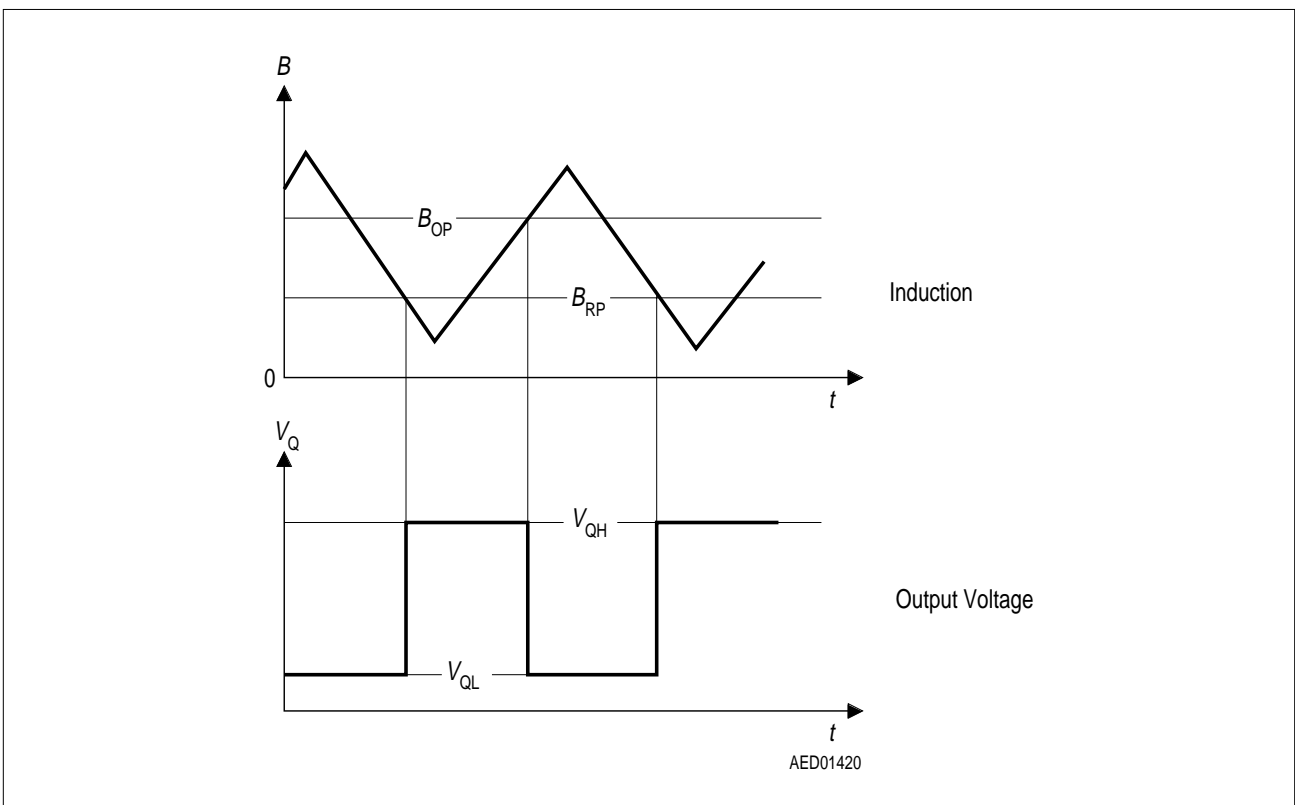 B
B_OP
B_RP
Induction
0
t
V_Q
V_QH
Output Voltage
V_QL
t
AED01420